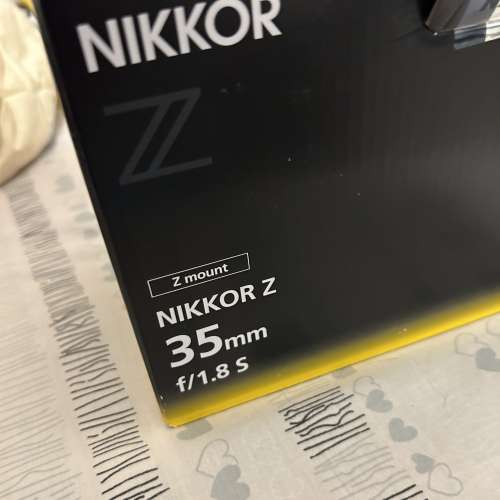 NIKKOR
Z
Z mount
NIKKOR Z
35mm
f/1.8 S